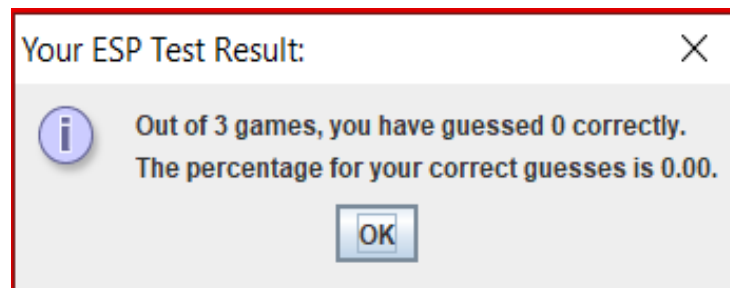 Your ESP Test Result:
Out of 3 games, you have guessed 0 correctly.
The percentage for your correct guesses is 0.00.
OK